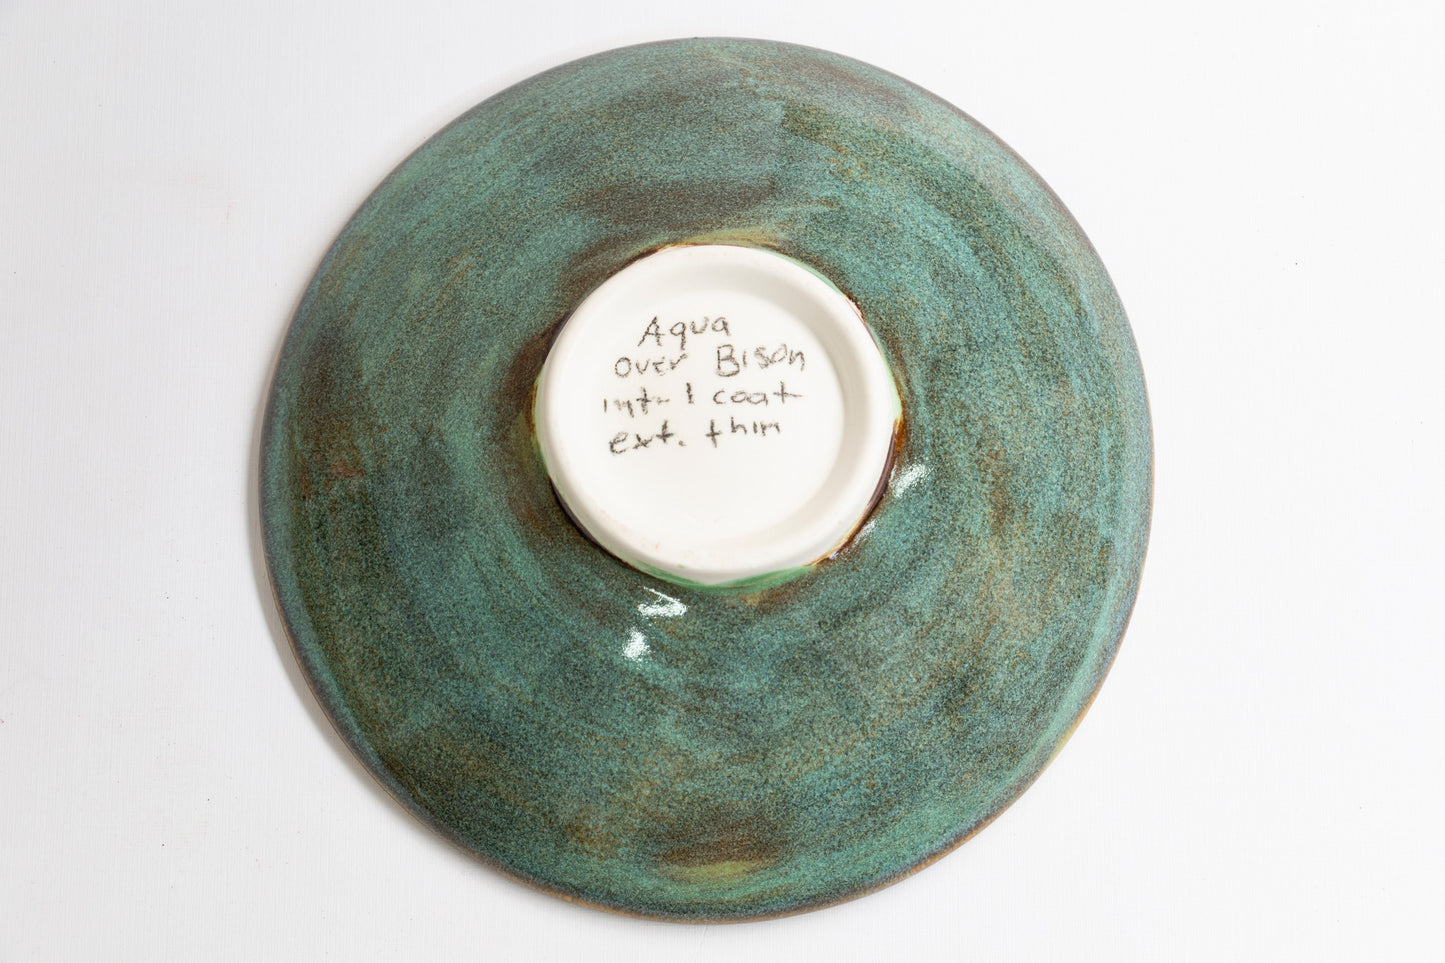 Aqua
over Bison
int- 1 coat
ext. thin